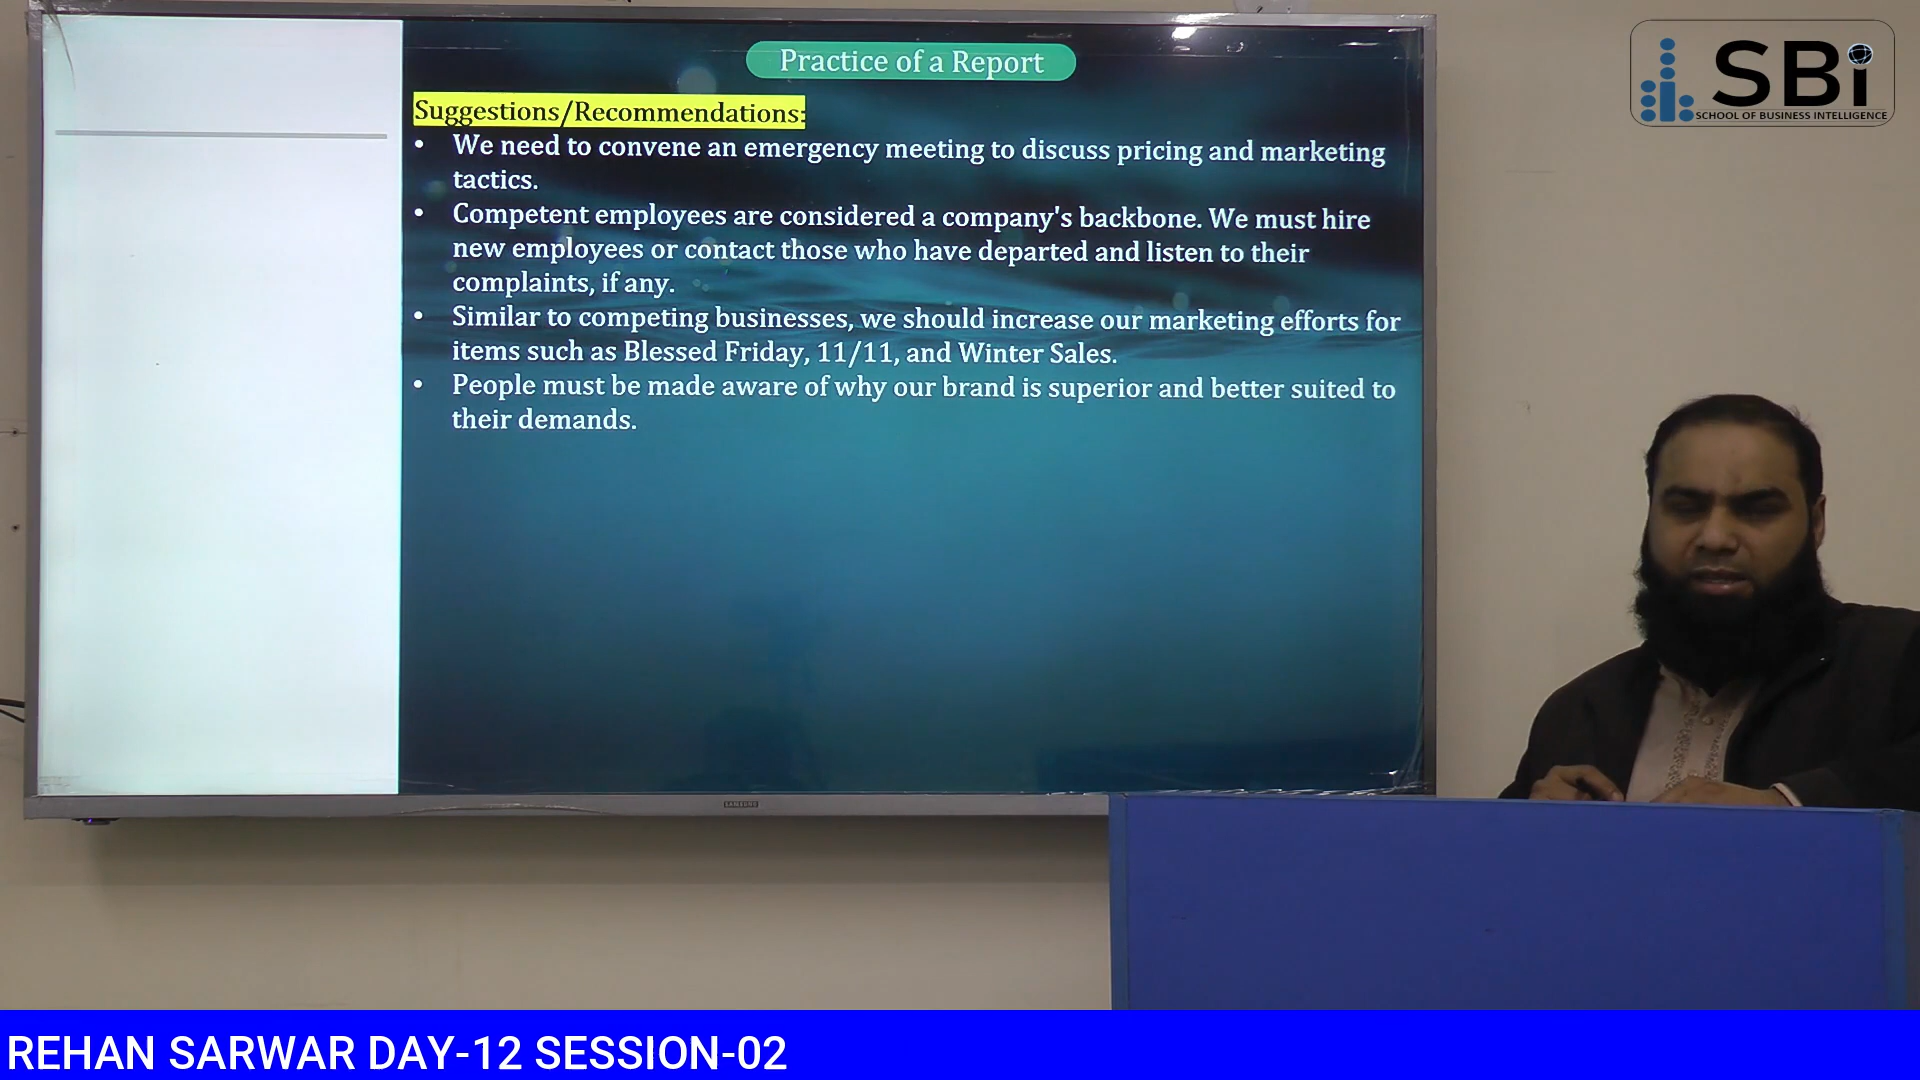 Practice of a Report
Suggestions/Recommendations:
• We need to convene an emergency meeting to discuss pricing and marketing
tactics.
• Competent employees are considered a company's backbone. We must hire
new employees or contact those who have departed and listen to their
complaints, if any.
• Similar to competing businesses, we should increase our marketing efforts for
items such as Blessed Friday, 11/11, and Winter Sales.
• People must be made aware of why our brand is superior and better suited to
their demands.
SAMSUNG
SBi
SCHOOL OF BUSINESS INTELLIGENCE
REHAN SARWAR DAY-12 SESSION-02